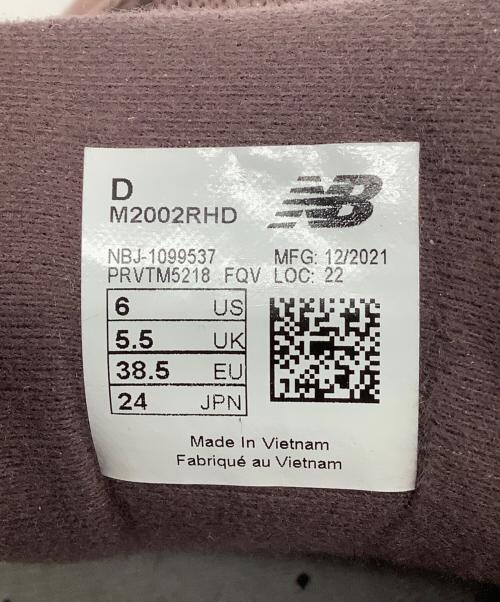 D
M2002RHD
NB
NBJ-1099537 MFG: 12/2021
PRVTM5218 FQV LOC: 22
6 US
5.5 UK
38.5 EU
24 JPN
Made In Vietnam
Fabriqué au Vietnam